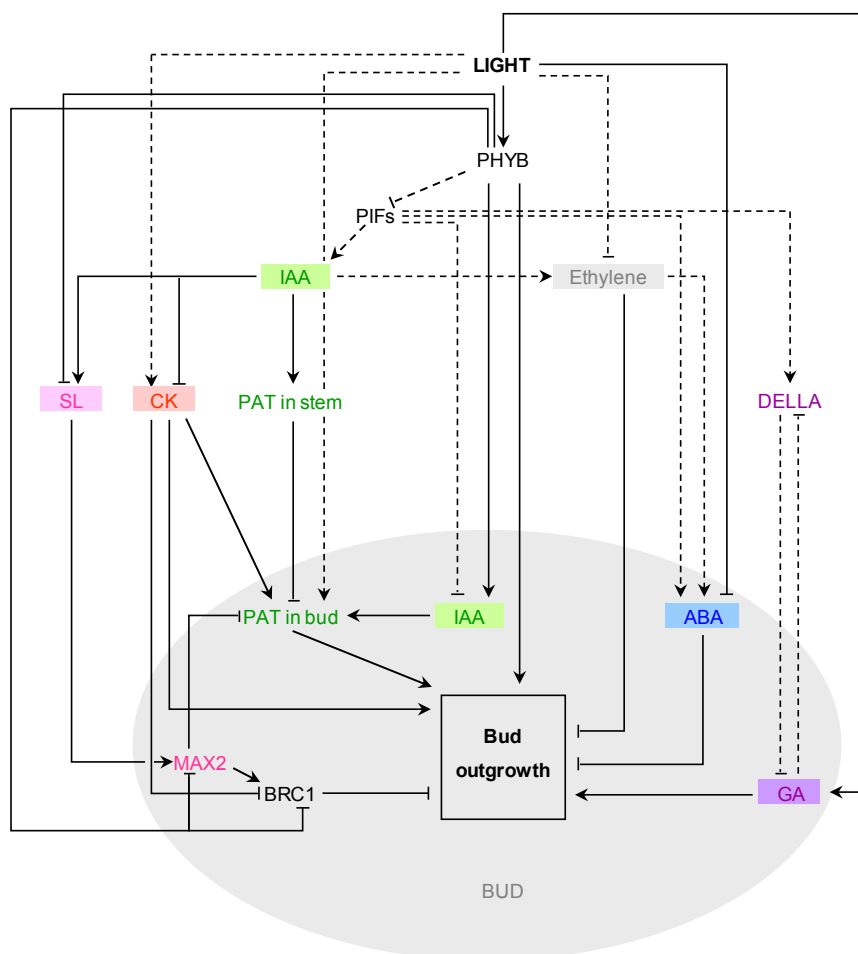 LIGHT
PHYB
PIFs
IAA
Ethylene
SL
CK
PAT in stem
DELLA
PAT in bud
IAA
ABA
Bud
outgrowth
MAX2
BRC1
GA
BUD